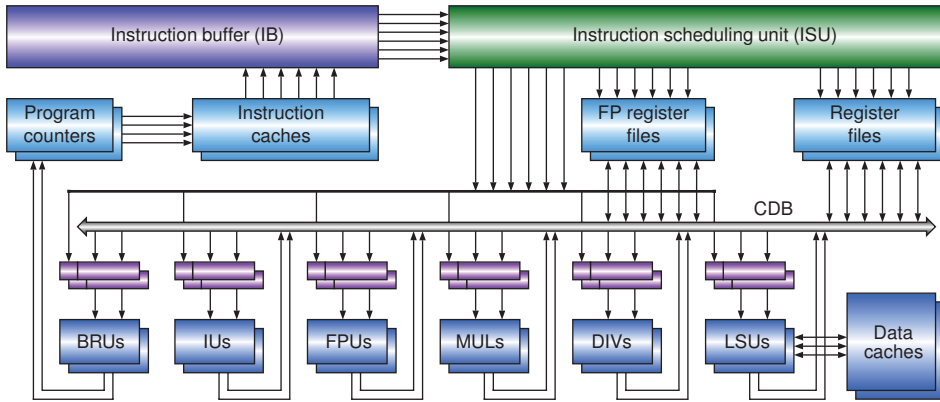 Instruction buffer (IB)
Instruction scheduling unit (ISU)
Program
counters
Instruction
caches
FP register
files
Register
files
CDB
BRUs
IUs
FPUs
MULs
DIVs
LSUs
Data
caches